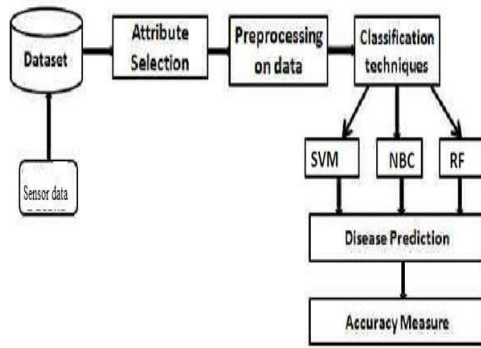 Dataset
Attribute
Selection
Preprocessing
on data
Classification
techniques
Sensor data
SVM
NBC
RF
Disease Prediction
Accuracy Measure